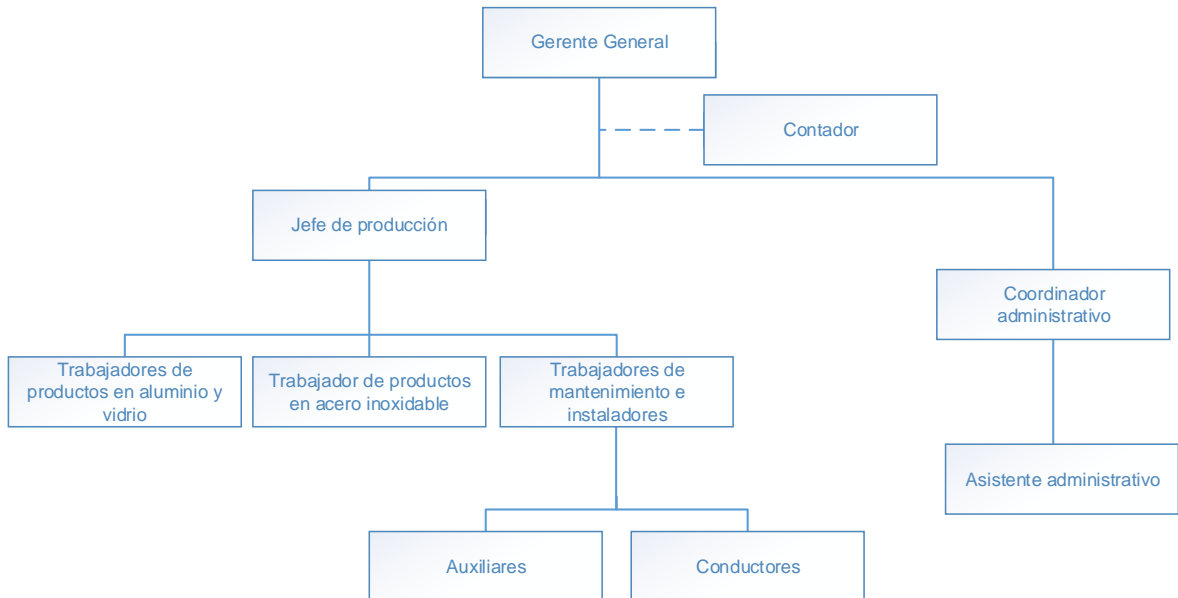 Gerente General
Contador
Jefe de producción
Coordinador
administrativo
Trabajadores de
productos en aluminio y
vidrio
Trabajador de productos
en acero inoxidable
Trabajadores de
mantenimiento e
instaladores
Asistente administrativo
Auxiliares
Conductores